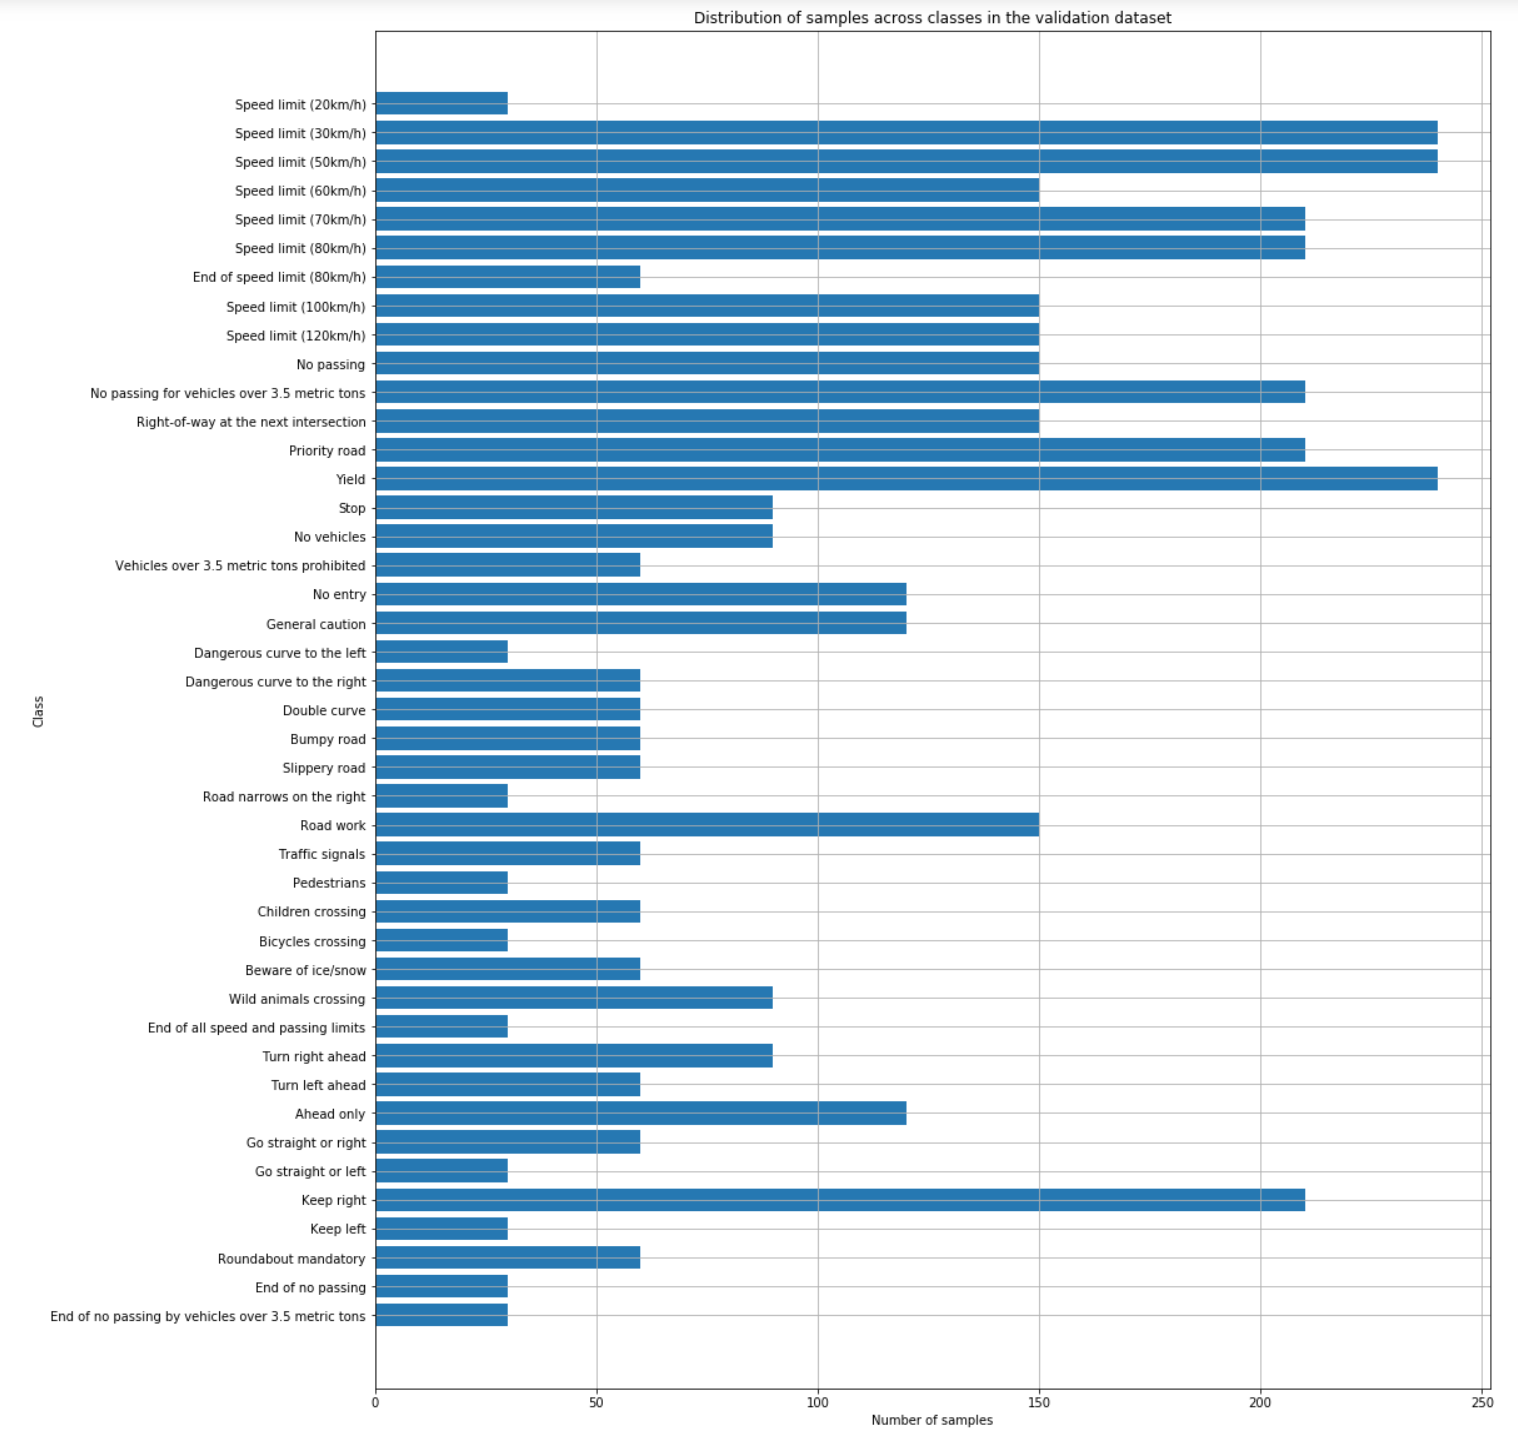 Distribution of samples across classes in the validation dataset
Speed limit (20km/h)
Speed limit (30km/h)
Speed limit (50km/h)
Speed limit (60km/h)
Speed limit (70km/h)
Speed limit (80km/h)
End of speed limit (80km/h)
Speed limit (100km/h)
Speed limit (120km/h)
No passing
No passing for vehicles over 3.5 metric tons
Right-of-way at the next intersection
Priority road
Yield
Stop
No vehicles
Vehicles over 3.5 metric tons prohibited
No entry
General caution
Dangerous curve to the left
Dangerous curve to the right
Double curve
Bumpy road
Slippery road
Road narrows on the right
Road work
Traffic signals
Pedestrians
Children crossing
Bicycles crossing
Beware of ice/snow
Wild animals crossing
End of all speed and passing limits
Turn right ahead
Turn left ahead
Ahead only
Go straight or right
Go straight or left
Keep right
Keep left
Roundabout mandatory
End of no passing
End of no passing by vehicles over 3.5 metric tons
Class
0 50 100 150 200 250
Number of samples